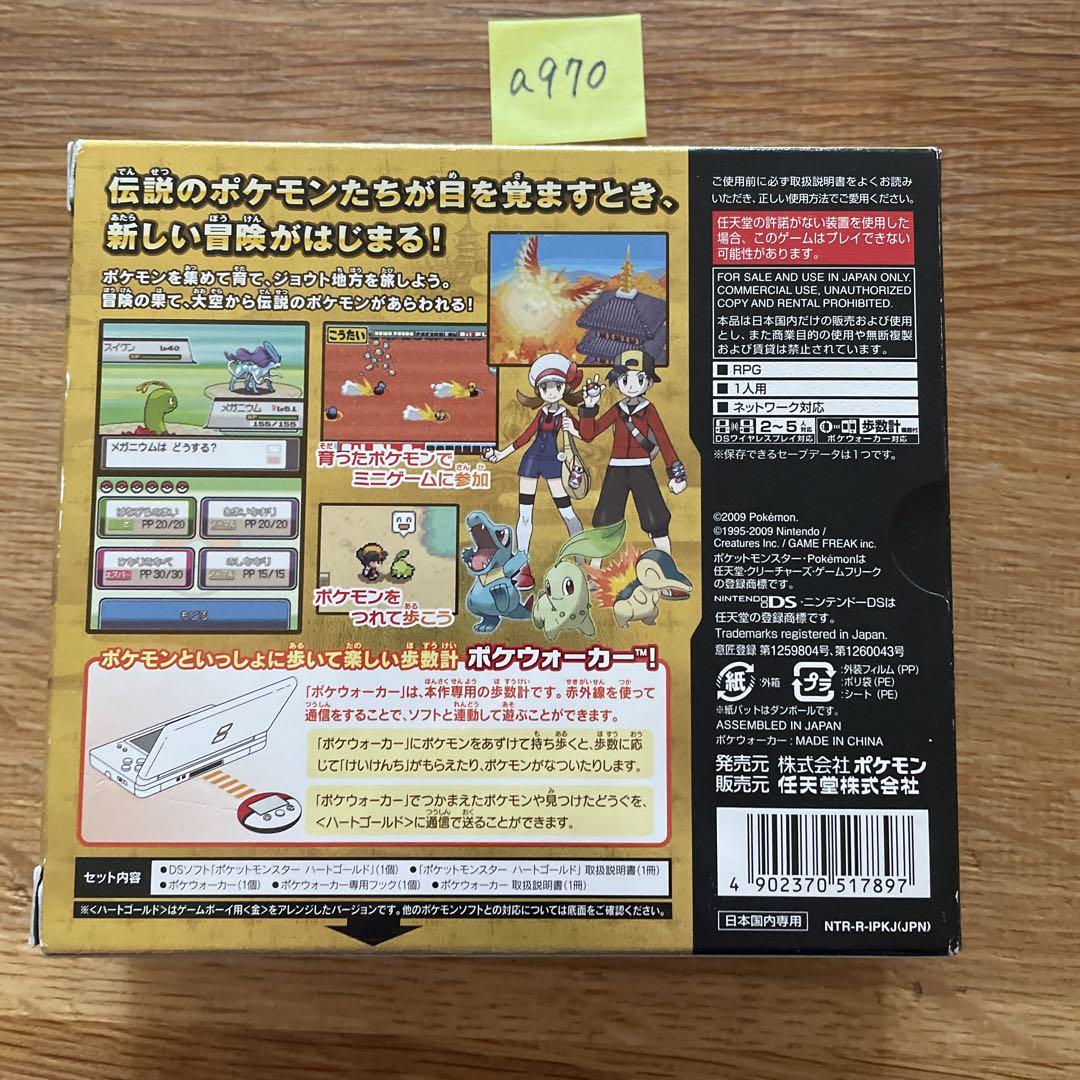 a970
伝説のポケモンたちが目を覚ますとき、
新しい冒険がはじまる!
ポケモンを集めて育て、ジョウト地方を旅しよう。
冒険の果て、大空から伝説のポケモンがあらわれる!
スイクン Lv40
メガニウム ♀Lv51
HP
155/155
メガニウムは どうする?
はなびらのまい
PP 20/20
あまいかおり
PP 20/20
ひかりのかべ
エスパー PP 30/30
のしかかり
ノーマル PP 15/15
もどる
こうたい
育ったポケモンで
ミニゲームに参加
ポケモンを
つれて歩こう
ポケモンといっしょに歩いて楽しい歩数計 ポケウォーカー™!
「ポケウォーカー」は、本作専用の歩数計です。赤外線を使って
通信をすることで、ソフトと連動して遊ぶことができます。
「ポケウォーカー」にポケモンをあずけて持ち歩くと、歩数に応
じて「けいけんち」がもらえたり、ポケモンがなついたりします。
「ポケウォーカー」でつかまえたポケモンや見つけたどうぐを、
<ハートゴールド>に通信で送ることができます。
セット内容
●DSソフト「ポケットモンスター ハートゴールド」(1個) ●「ポケットモンスター ハートゴールド」取扱説明書(1冊)
●ポケウォーカー(1個) ●ポケウォーカー専用フック(1個) ●ポケウォーカー 取扱説明書(1冊)
※<ハートゴールド>はゲームボーイ用<金>をアレンジしたバージョンです。他のポケモンソフトとの対応については底面をご確認ください。
ご使用前に必ず取扱説明書をよくお読み
いただき、正しい使用方法でご愛用ください。
任天堂の許諾がない装置を使用した
場合、このゲームはプレイできない
可能性があります。
FOR SALE AND USE IN JAPAN ONLY
COMMERCIAL USE, UNAUTHORIZED
COPY AND RENTAL PROHIBITED.
本品は日本国内だけの販売および使用
とし、また商業目的の使用や無断複製
および賃貸は禁止されています。
■RPG
■1人用
■ネットワーク対応
2~5人対応
DSワイヤレスプレイ対応
歩数計機能付
ポケウォーカー対応
※保存できるセーブデータは1つです。
©2009 Pokémon.
©1995-2009 Nintendo /
Creatures Inc. / GAME FREAK inc.
ポケットモンスター・Pokémonは
任天堂・クリーチャーズ・ゲームフリーク
の登録商標です。
NINTENDO DS・ニンテンドーDSは
任天堂の登録商標です。
Trademarks registered in Japan.
意匠登録 第1259804号、第1260043号
紙 :外箱
プラ :外装フィルム (PP)
:ポリ袋 (PE)
:シート (PE)
※紙パットはダンボールです。
ASSEMBLED IN JAPAN
ポケウォーカー : MADE IN CHINA
発売元 株式会社 ポケモン
販売元 任天堂株式会社
4 902370 517897
日本国内専用
NTR-R-IPKJ(JPN)